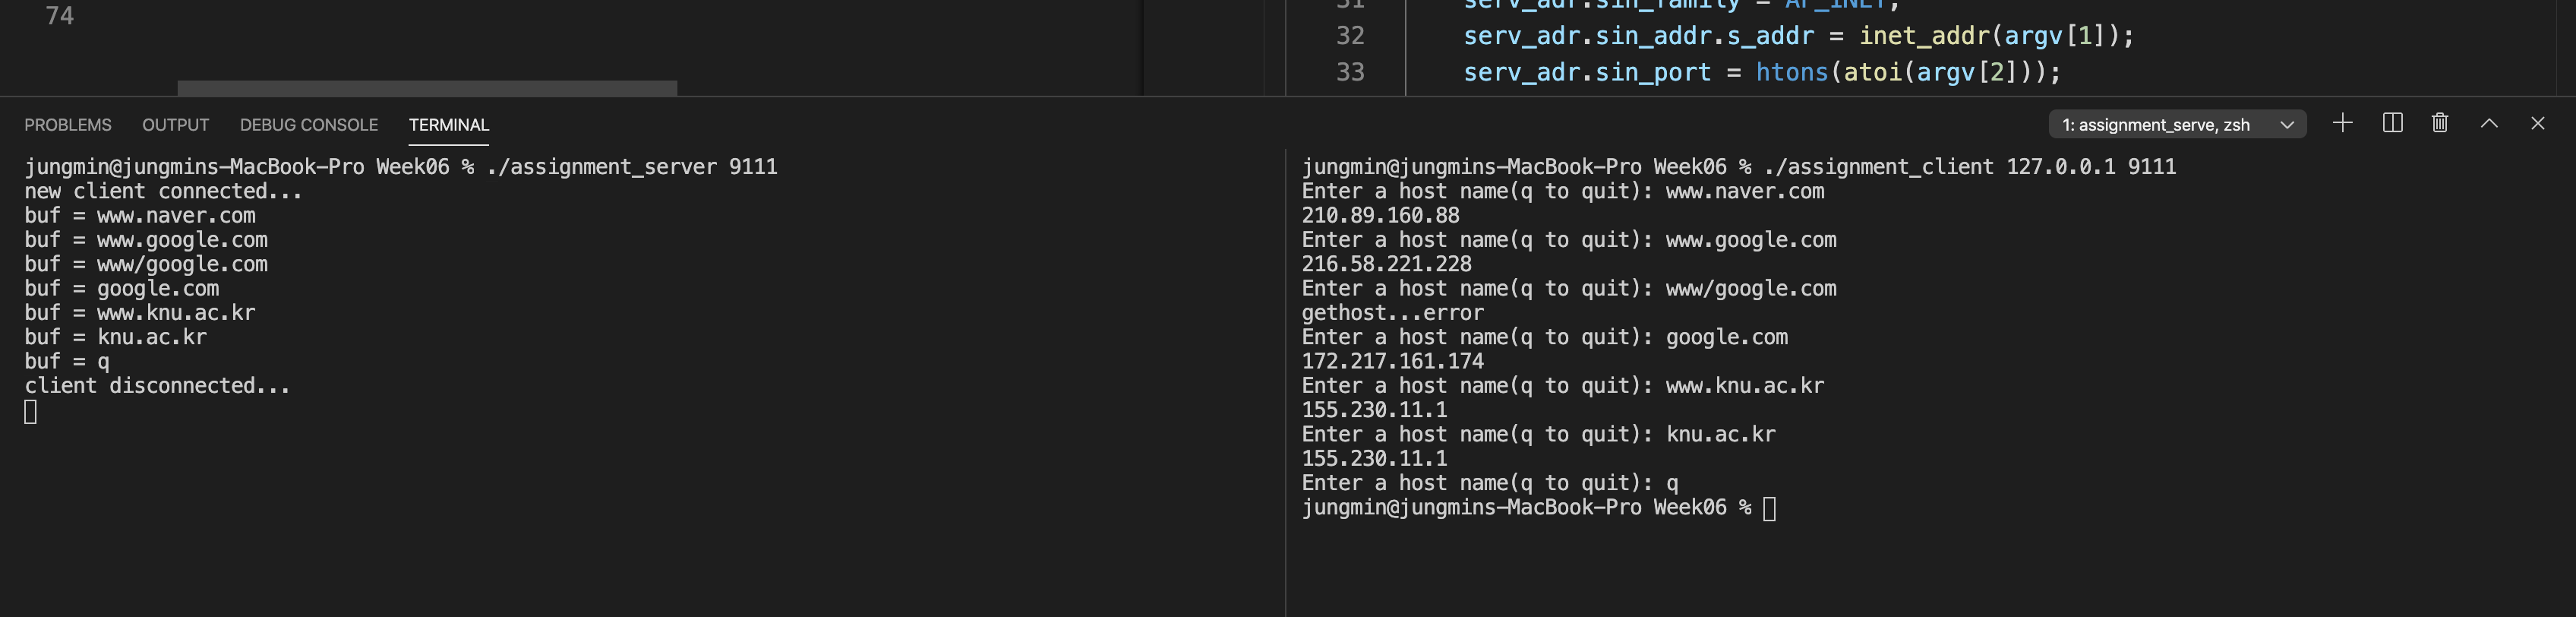 74
31 serv_adr.sin_family = AF_INET;
32 serv_adr.sin_addr.s_addr = inet_addr(argv[1]);
33 serv_adr.sin_port = htons(atoi(argv[2]));
PROBLEMS OUTPUT DEBUG CONSOLE TERMINAL
1: assignment_serve, zsh
jungmin@jungmins-MacBook-Pro Week06 % ./assignment_server 9111
new client connected...
buf = www.naver.com
buf = www.google.com
buf = www/google.com
buf = google.com
buf = www.knu.ac.kr
buf = knu.ac.kr
buf = q
client disconnected...
jungmin@jungmins-MacBook-Pro Week06 % ./assignment_client 127.0.0.1 9111
Enter a host name(q to quit): www.naver.com
210.89.160.88
Enter a host name(q to quit): www.google.com
216.58.221.228
Enter a host name(q to quit): www/google.com
gethost...error
Enter a host name(q to quit): google.com
172.217.161.174
Enter a host name(q to quit): www.knu.ac.kr
155.230.11.1
Enter a host name(q to quit): knu.ac.kr
155.230.11.1
Enter a host name(q to quit): q
jungmin@jungmins-MacBook-Pro Week06 %